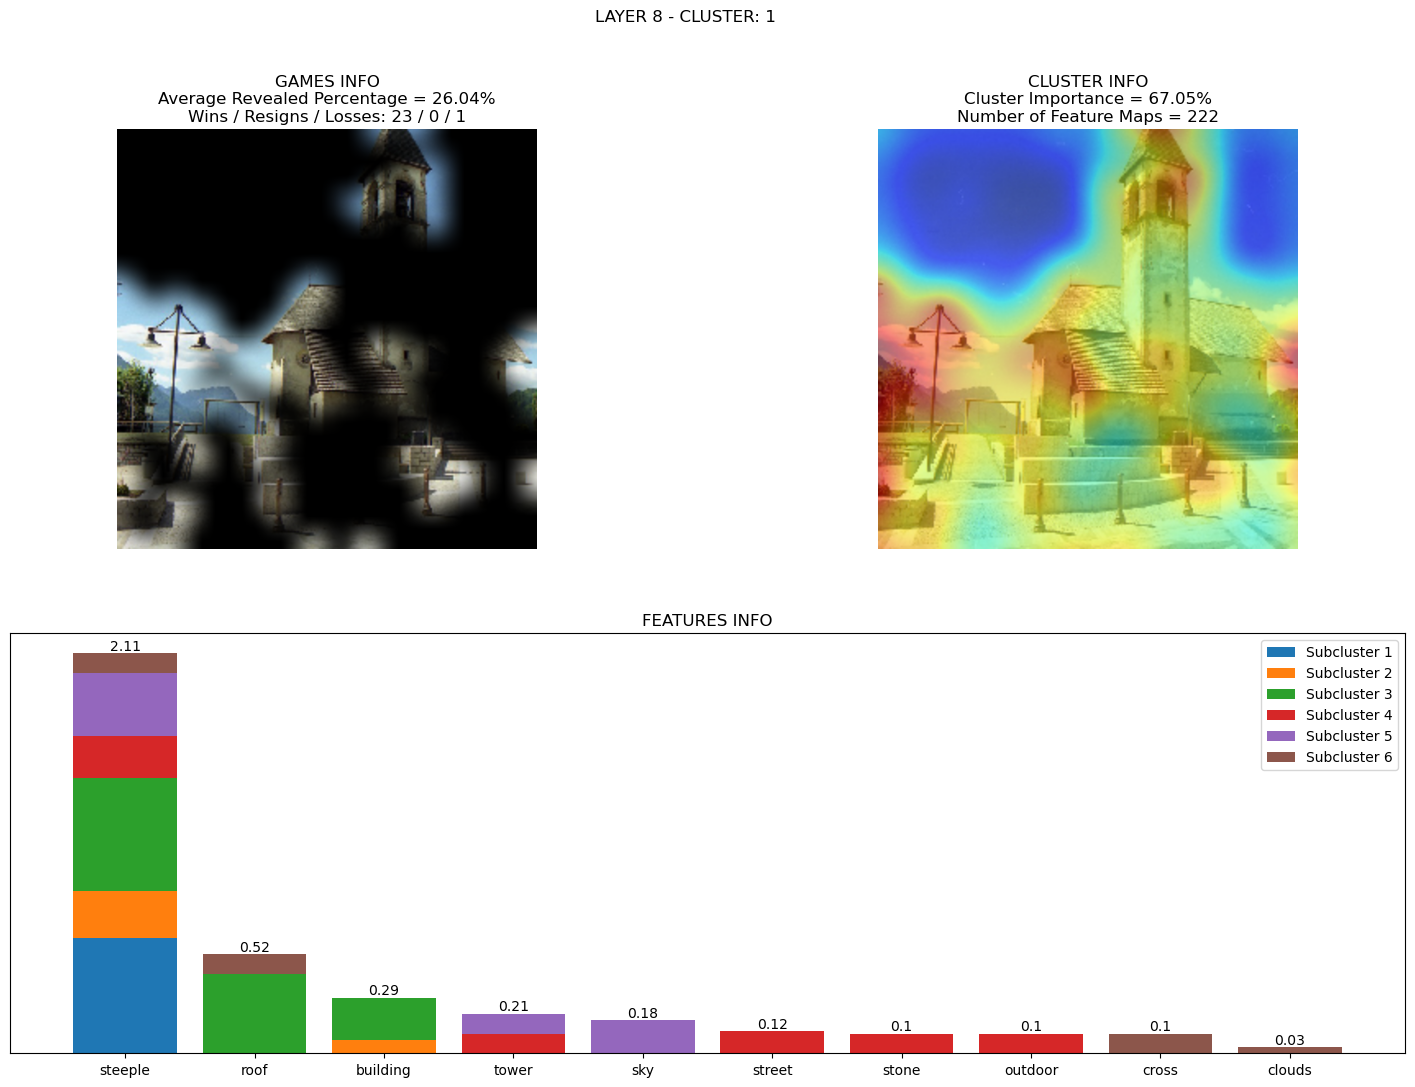 LAYER 8 - CLUSTER: 1
GAMES INFO
Average Revealed Percentage = 26.04%
Wins / Resigns / Losses: 23 / 0 / 1
CLUSTER INFO
Cluster Importance = 67.05%
Number of Feature Maps = 222
FEATURES INFO
2.11
0.52
0.29
0.21
0.18
0.12
0.1
0.1
0.1
0.03
Subcluster 1
Subcluster 2
Subcluster 3
Subcluster 4
Subcluster 5
Subcluster 6
steeple
roof
building
tower
sky
street
stone
outdoor
cross
clouds